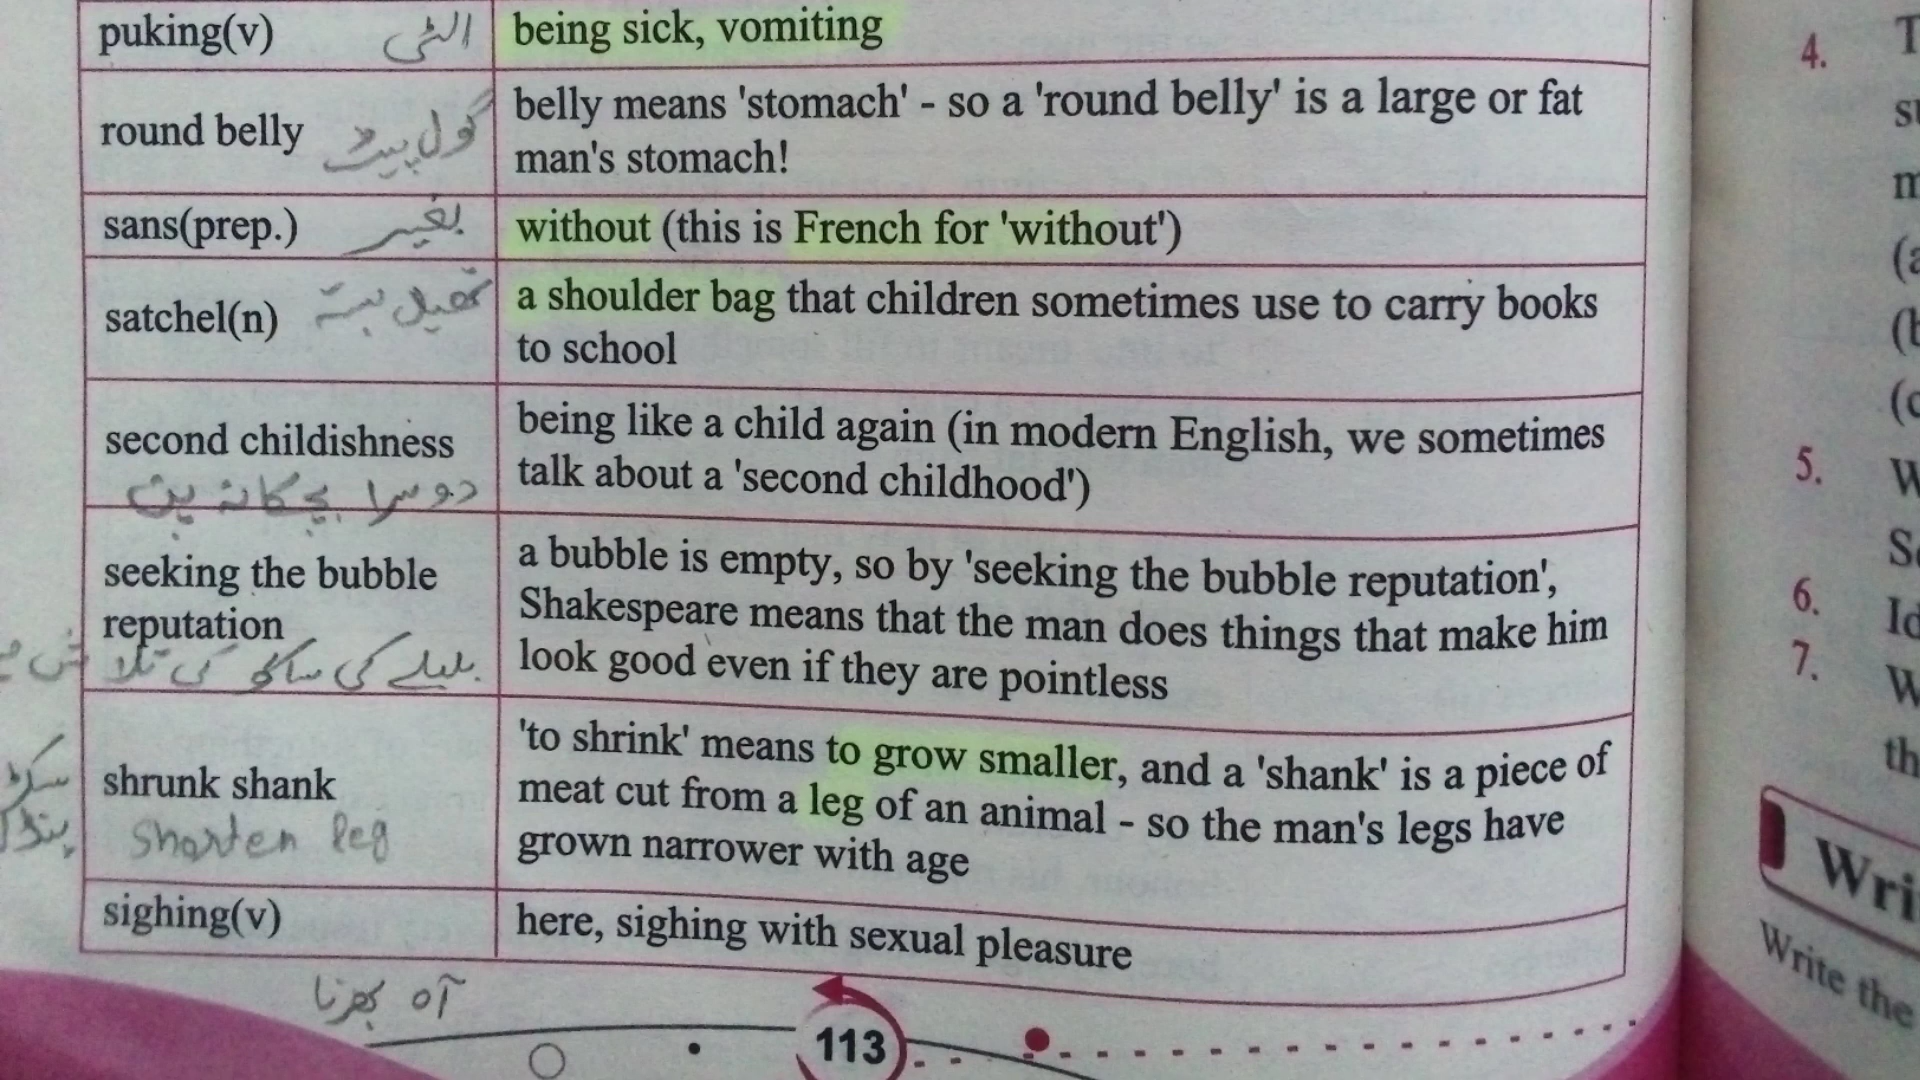 puking(v) الٹی being sick, vomiting
round belly گول پیٹ belly means 'stomach' - so a 'round belly' is a large or fat
man's stomach!
sans(prep.) بغیر without (this is French for 'without')
satchel(n) a shoulder bag that children sometimes use to carry books
to school
second childishness being like a child again (in modern English, we sometimes
دوسرا بچکانہ پن talk about a 'second childhood')
seeking the bubble a bubble is empty, so by 'seeking the bubble reputation',
reputation Shakespeare means that the man does things that make him
بلبلے کی ساکھ کی تلاش look good even if they are pointless
shrunk shank 'to shrink' means to grow smaller, and a 'shank' is a piece of
shorten leg meat cut from a leg of an animal - so the man's legs have
grown narrower with age
sighing(v) here, sighing with sexual pleasure
آہ بھرنا
113
4.
5.
6.
7.
Wri
Write the